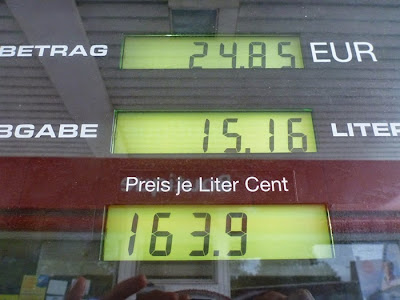 BETRAG 24.85 EUR
BGABE 15.16 LITER
Preis je Liter Cent
163.9